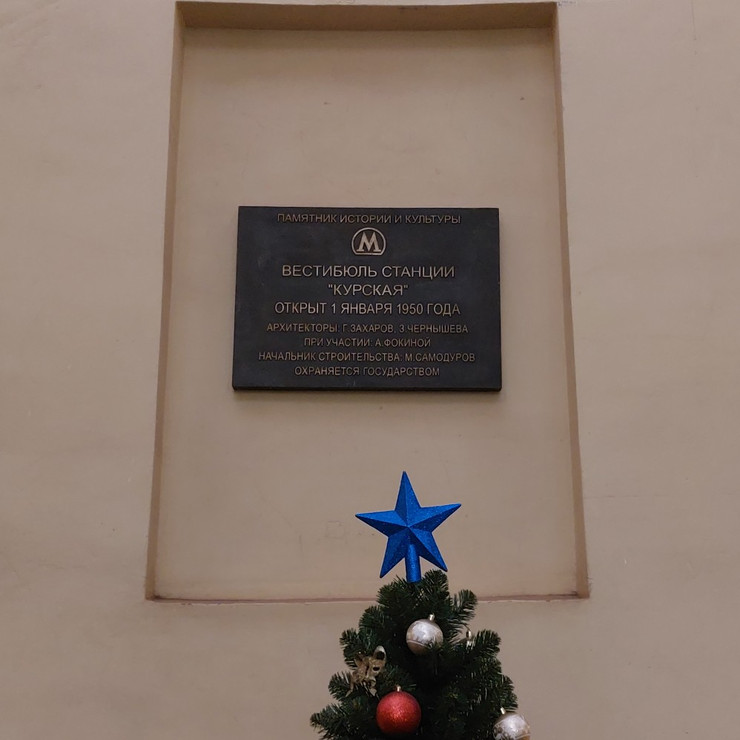 ПАМЯТНИК ИСТОРИИ И КУЛЬТУРЫ
М
ВЕСТИБЮЛЬ СТАНЦИИ
"КУРСКАЯ"
ОТКРЫТ 1 ЯНВАРЯ 1950 ГОДА
АРХИТЕКТОРЫ: Г.ЗАХАРОВ, З.ЧЕРНЫШЕВА
ПРИ УЧАСТИИ: А.ФОКИНОЙ
НАЧАЛЬНИК СТРОИТЕЛЬСТВА: М.САМОДУРОВ
ОХРАНЯЕТСЯ ГОСУДАРСТВОМ